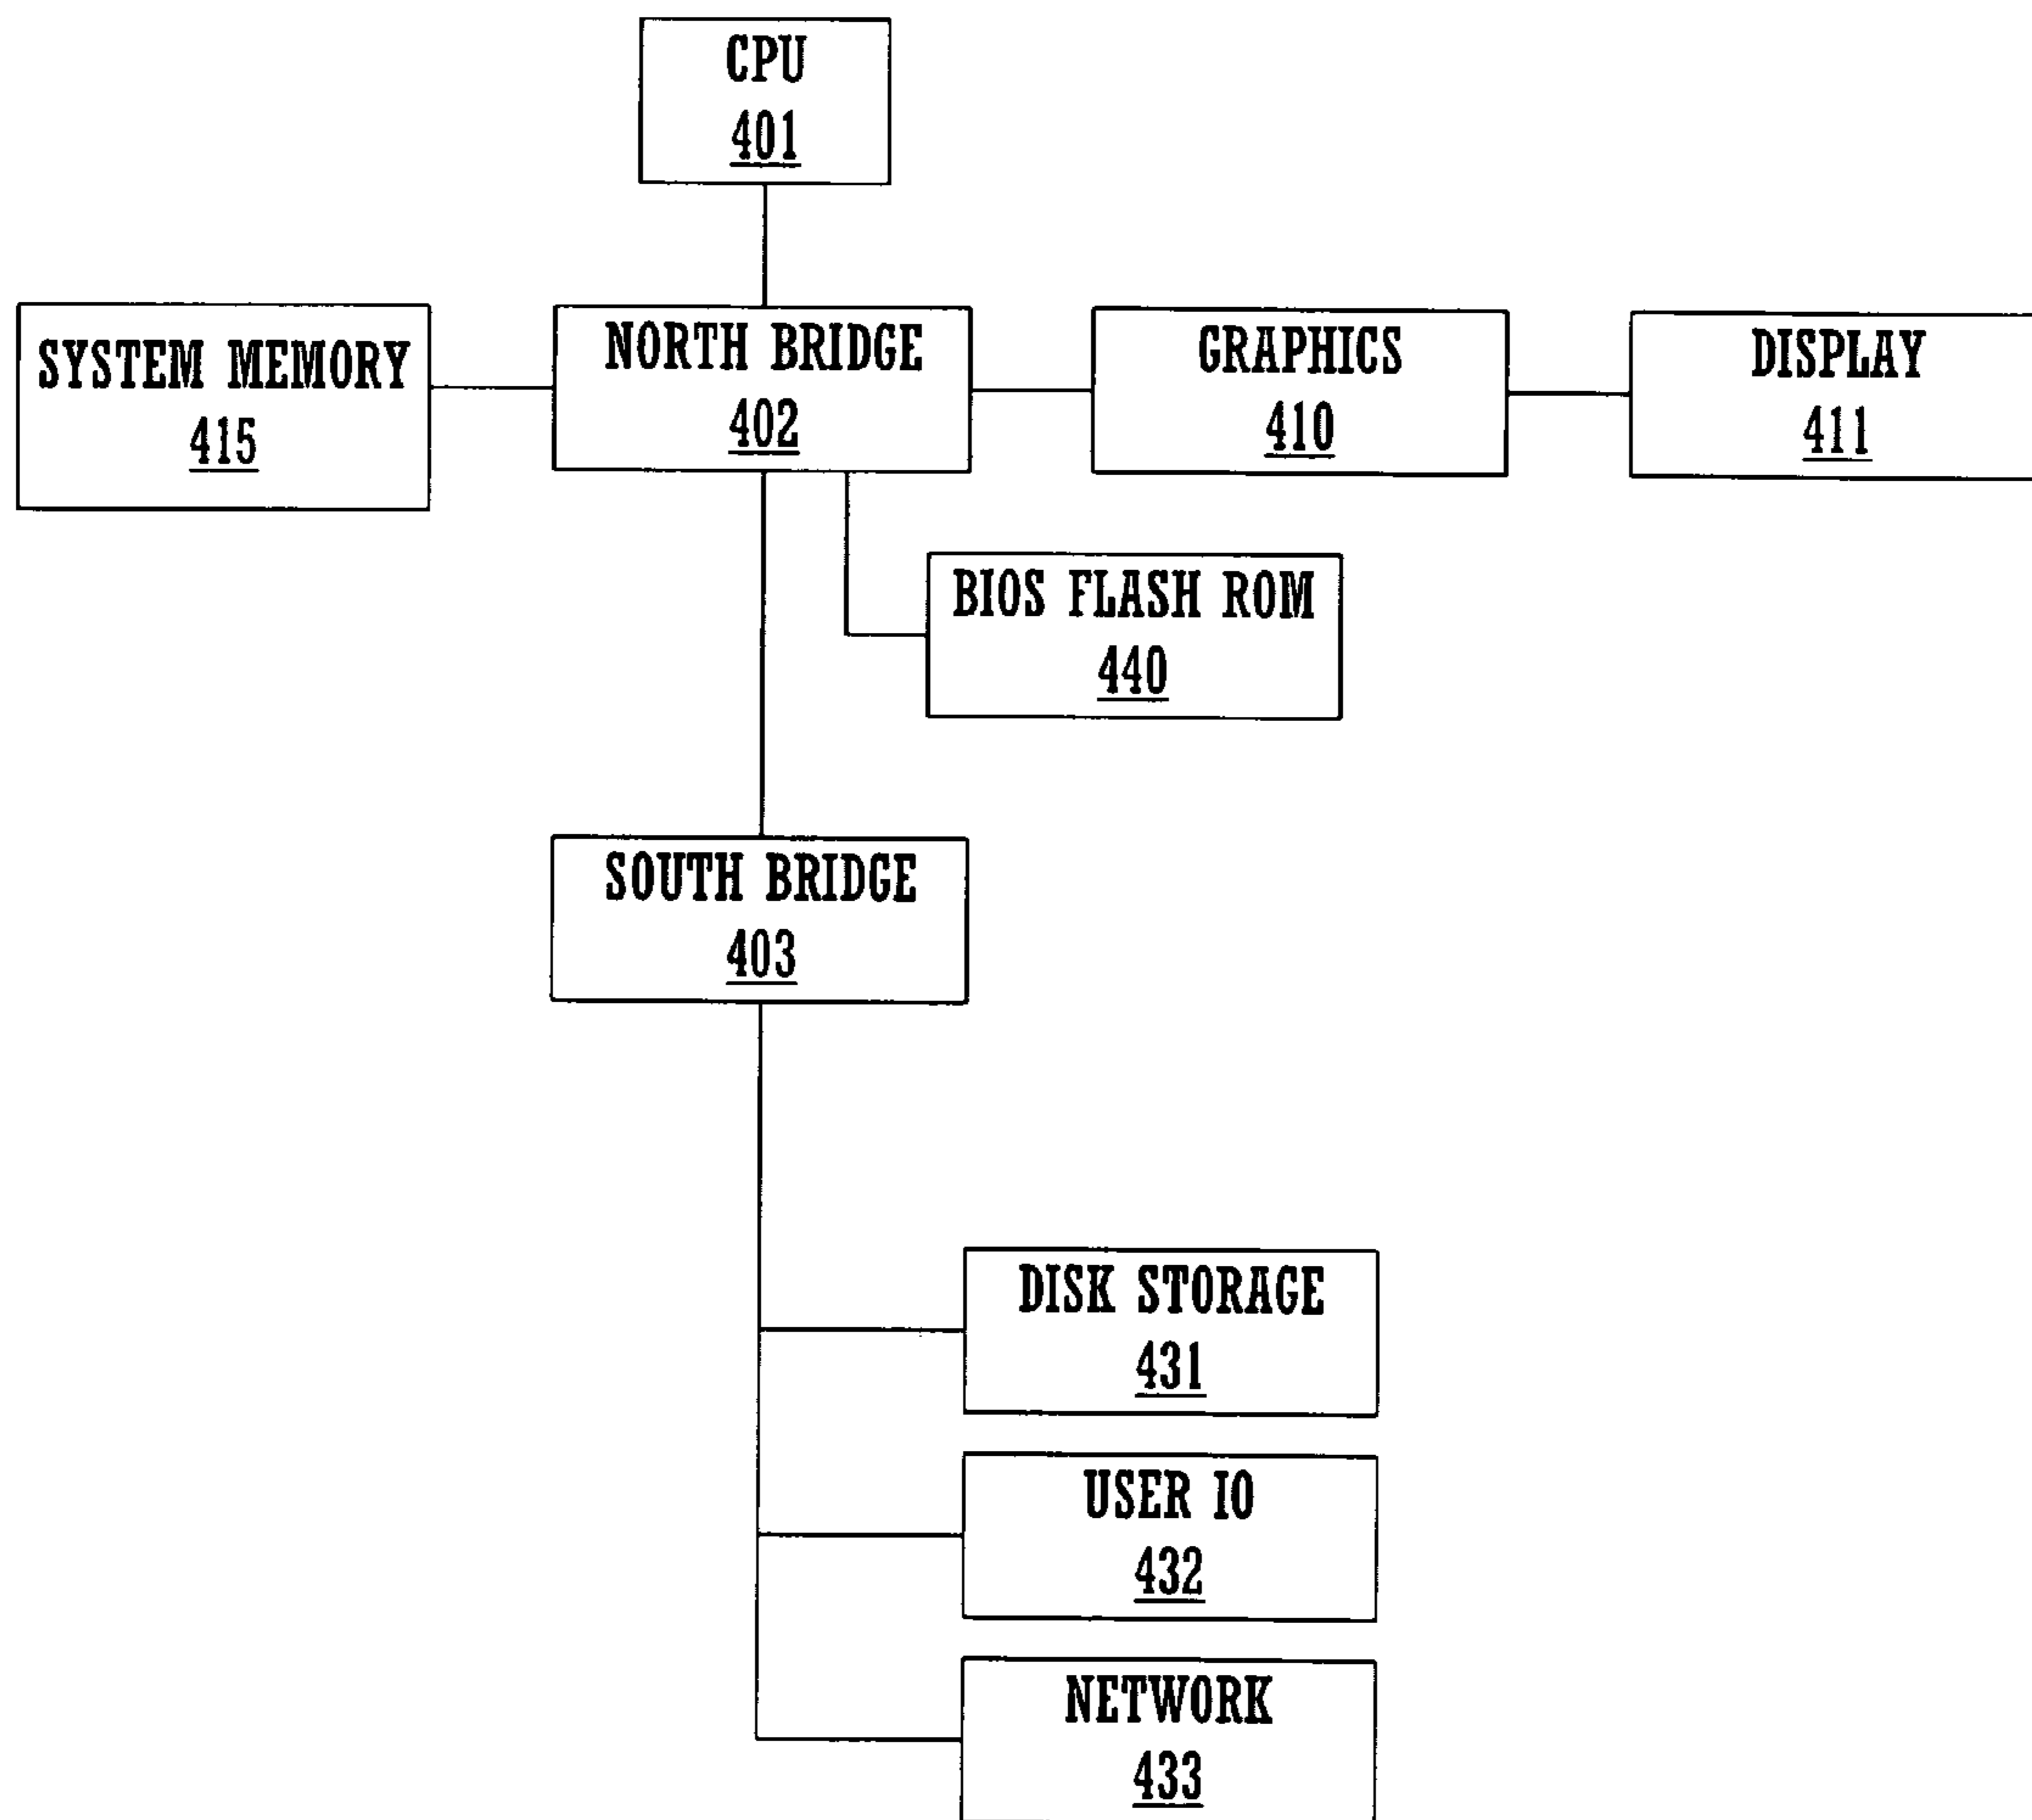 CPU
401
SYSTEM MEMORY
415
NORTH BRIDGE
402
GRAPHICS
410
DISPLAY
411
BIOS FLASH ROM
440
SOUTH BRIDGE
403
DISK STORAGE
431
USER IO
432
NETWORK
433